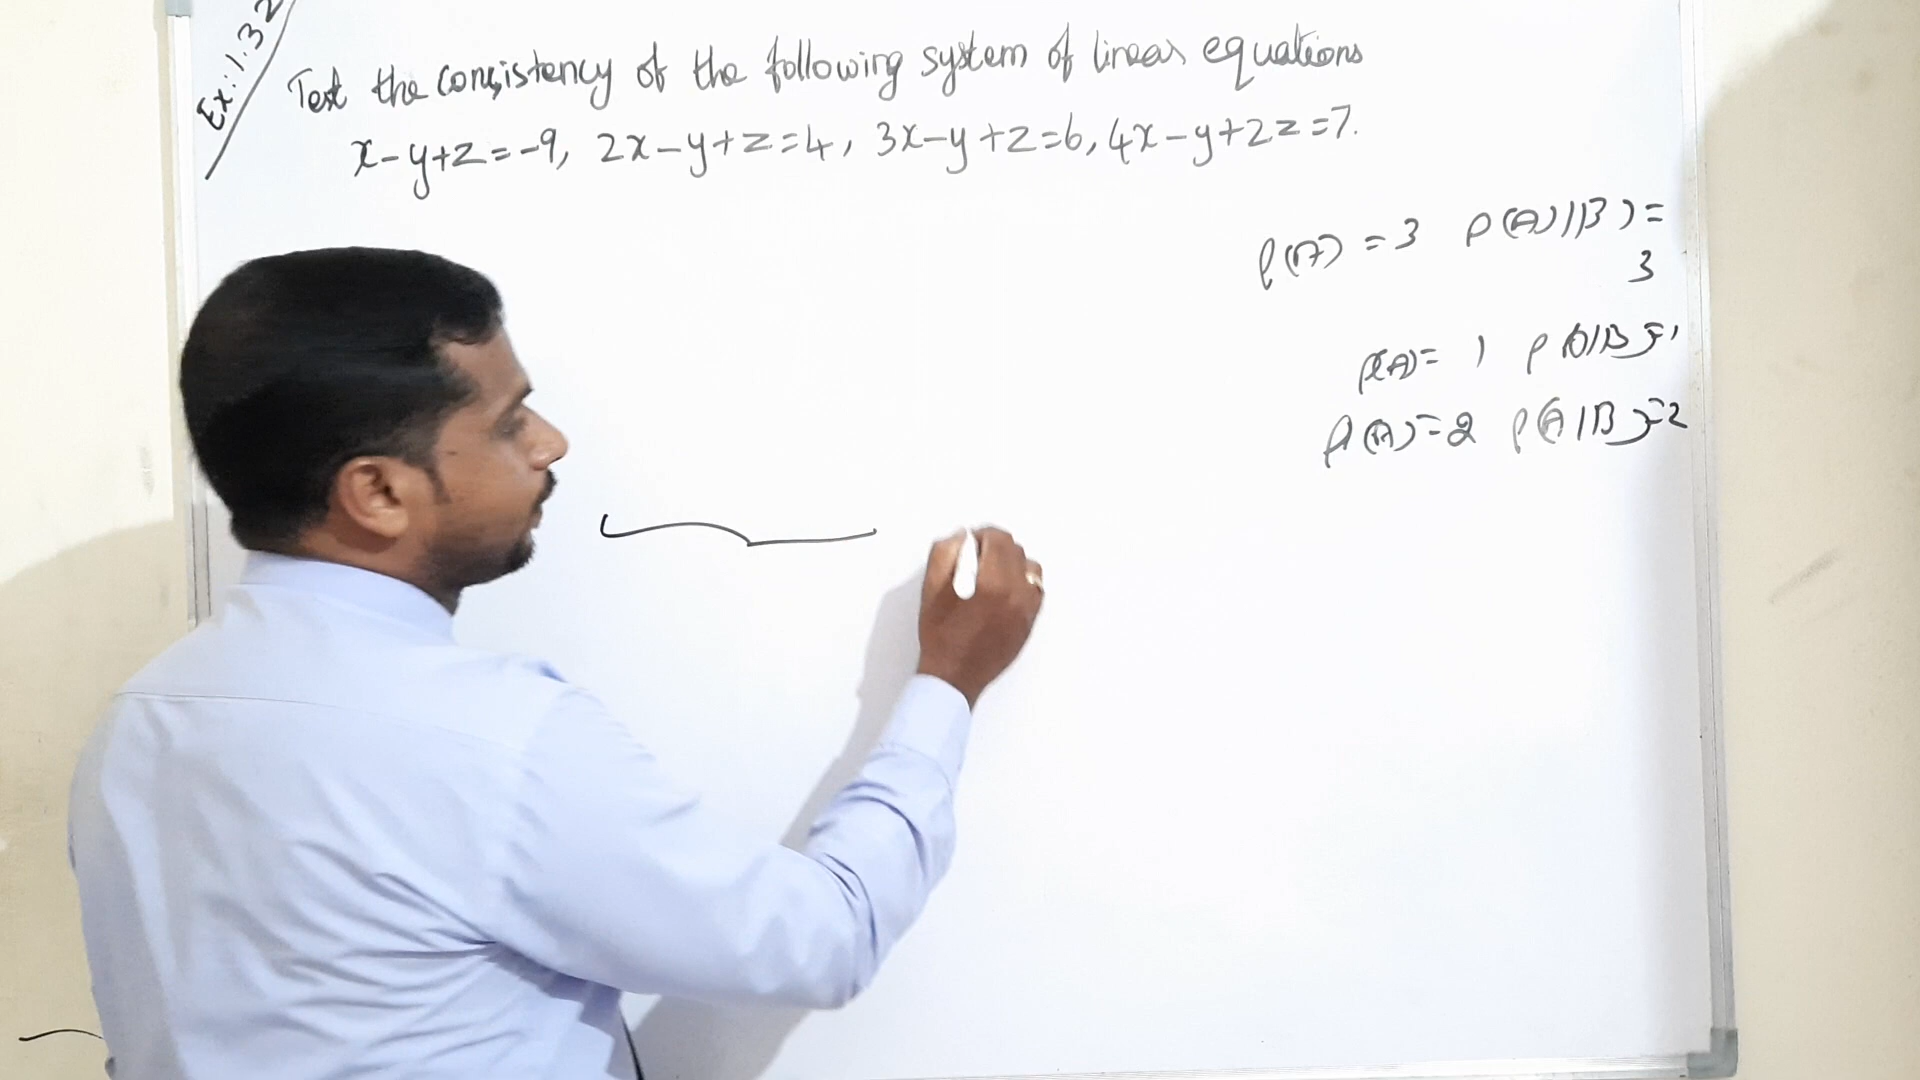 Ex: 1.32
Test the consistency of the following system of linear equations
x-y+z=-9, 2x-y+z=4, 3x-y+z=6, 4x-y+2z=7.
ρ(A) = 3 ρ(A|B) =
3
ρ(A)= 1 ρ(A|B)=1
ρ(A)=2 ρ(A|B)=2